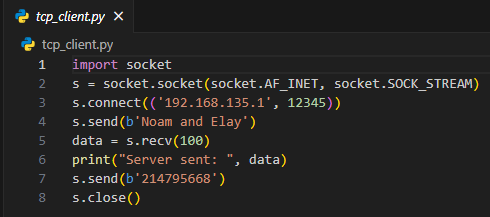 tcp_client.py
tcp_client.py
1 import socket
2 s = socket.socket(socket.AF_INET, socket.SOCK_STREAM)
3 s.connect(('192.168.135.1', 12345))
4 s.send(b'Noam and Elay')
5 data = s.recv(100)
6 print("Server sent: ", data)
7 s.send(b'214795668')
8 s.close()